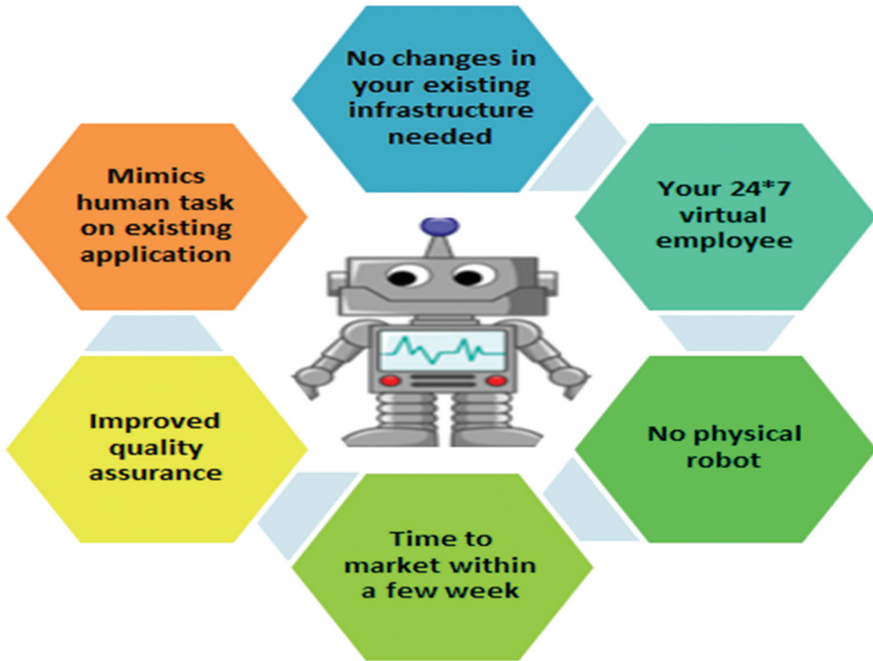 No changes in
your existing
infrastructure
needed
Your 24*7
virtual
employee
No physical
robot
Time to
market within
a few week
Improved
quality
assurance
Mimics
human task
on existing
application